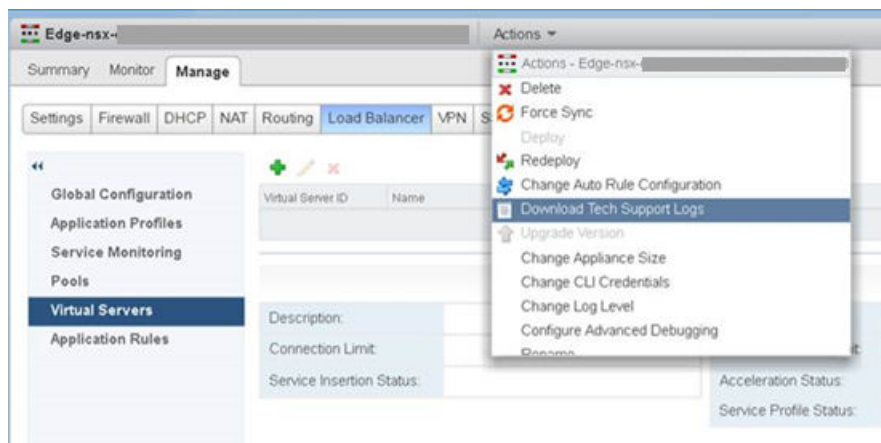 Edge-nsx-
Actions
Summary Monitor Manage
Actions - Edge-nsx-
Delete
Settings Firewall DHCP NAT Routing Load Balancer VPN S
Force Sync
Deploy
Redeploy
Global Configuration
Virtual Server ID Name
Change Auto Rule Configuration
Application Profiles
Download Tech Support Logs
Service Monitoring
Upgrade Version
Pools
Change Appliance Size
Virtual Servers
Change CLI Credentials
Application Rules
Description:
Change Log Level
Connection Limit:
Configure Advanced Debugging
Rename
Service Insertion Status:
Acceleration Status:
Service Profile Status: